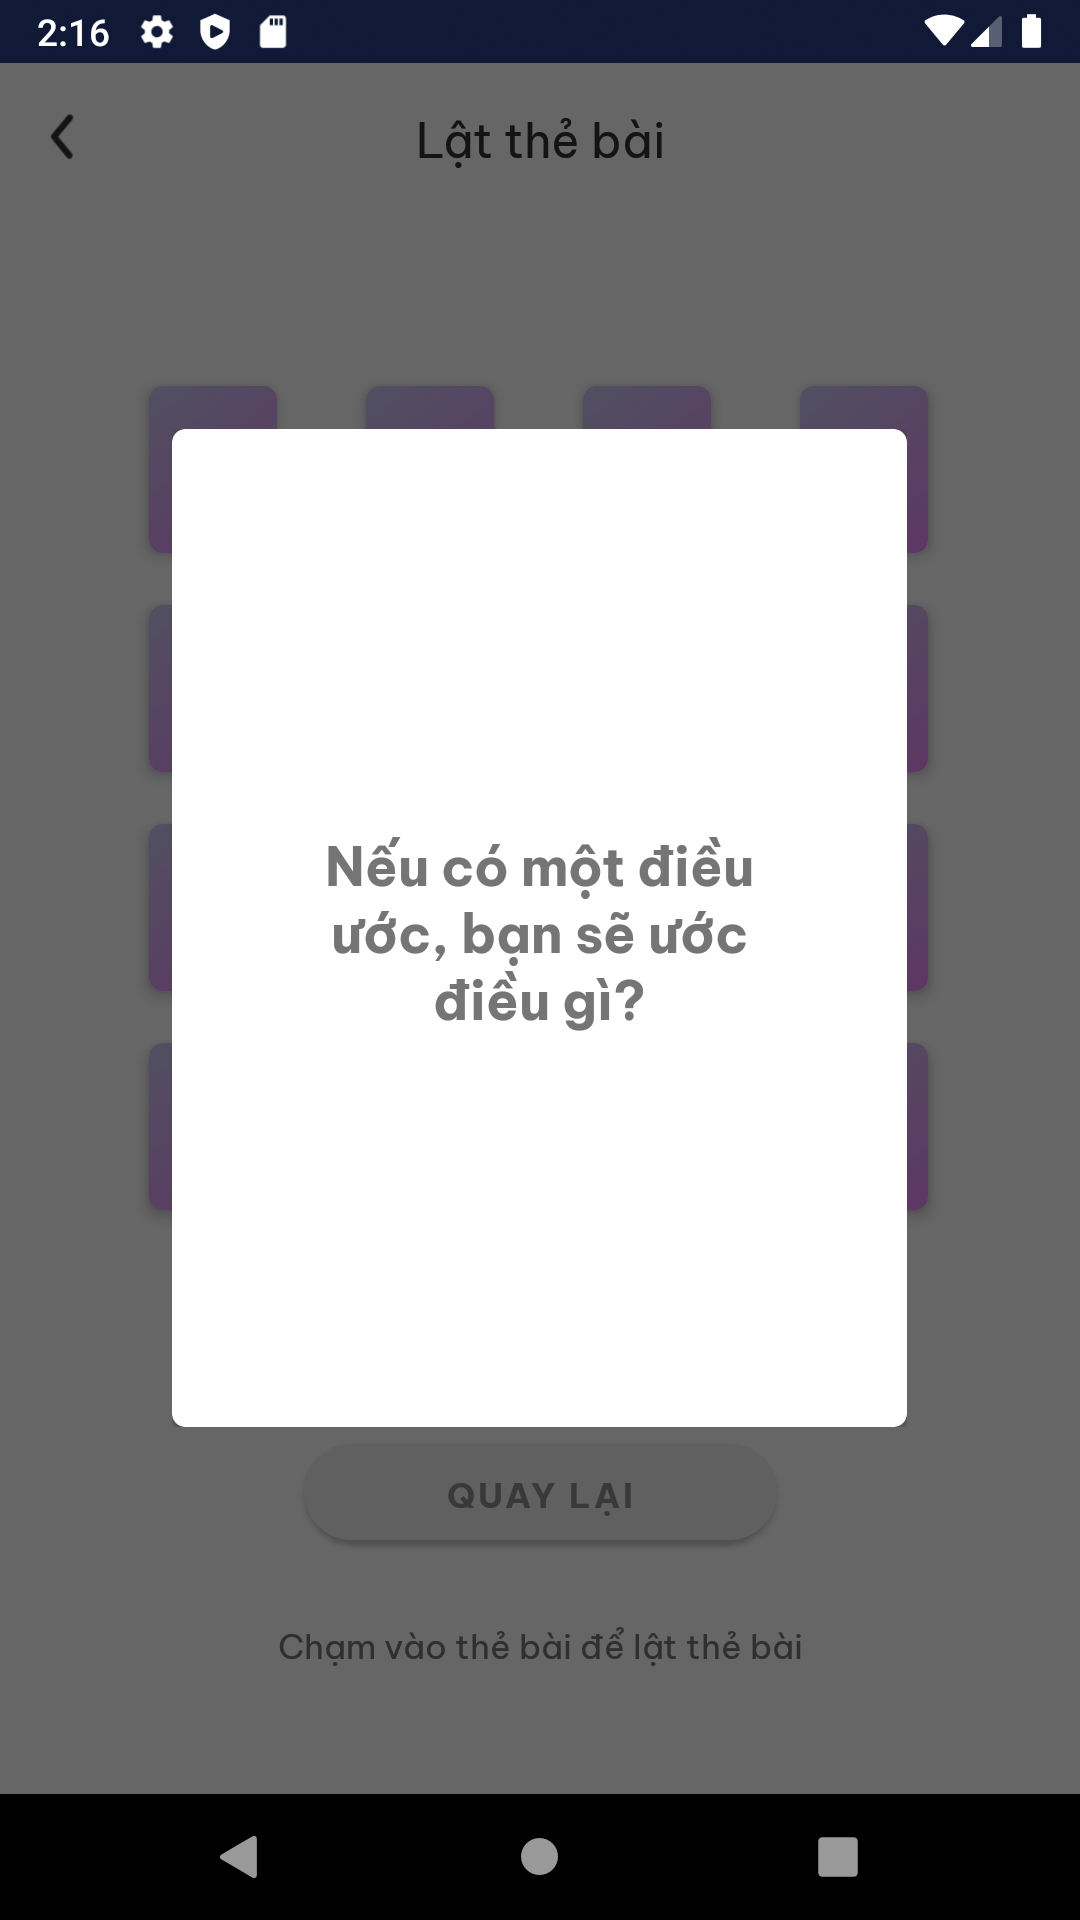 2:16
Lật thẻ bài
Nếu có một điều
ước, bạn sẽ ước
điều gì?
QUAY LẠI
Chạm vào thẻ bài để lật thẻ bài